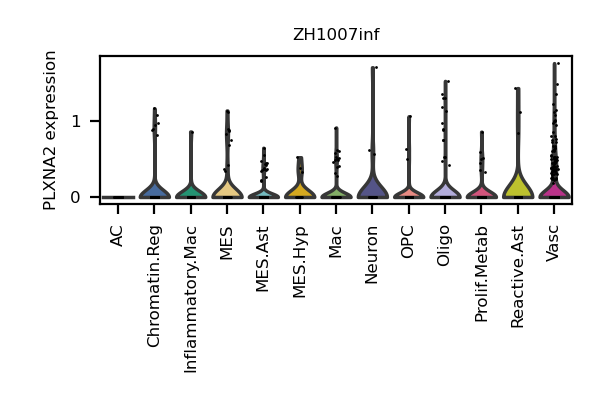 ZH1007inf
PLXNA2 expression
1
0
AC
Chromatin.Reg
Inflammatory.Mac
MES
MES.Ast
MES.Hyp
Mac
Neuron
OPC
Oligo
Prolif.Metab
Reactive.Ast
Vasc